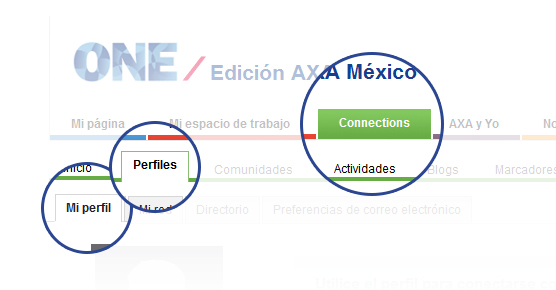 ONE / Edición AXA México
Mi página Mi espacio de trabajo Connections AXA y Yo No
Inicio Perfiles Comunidades Actividades Blogs Marcadores
Mi perfil Mi red Directorio Preferencias de correo electrónico